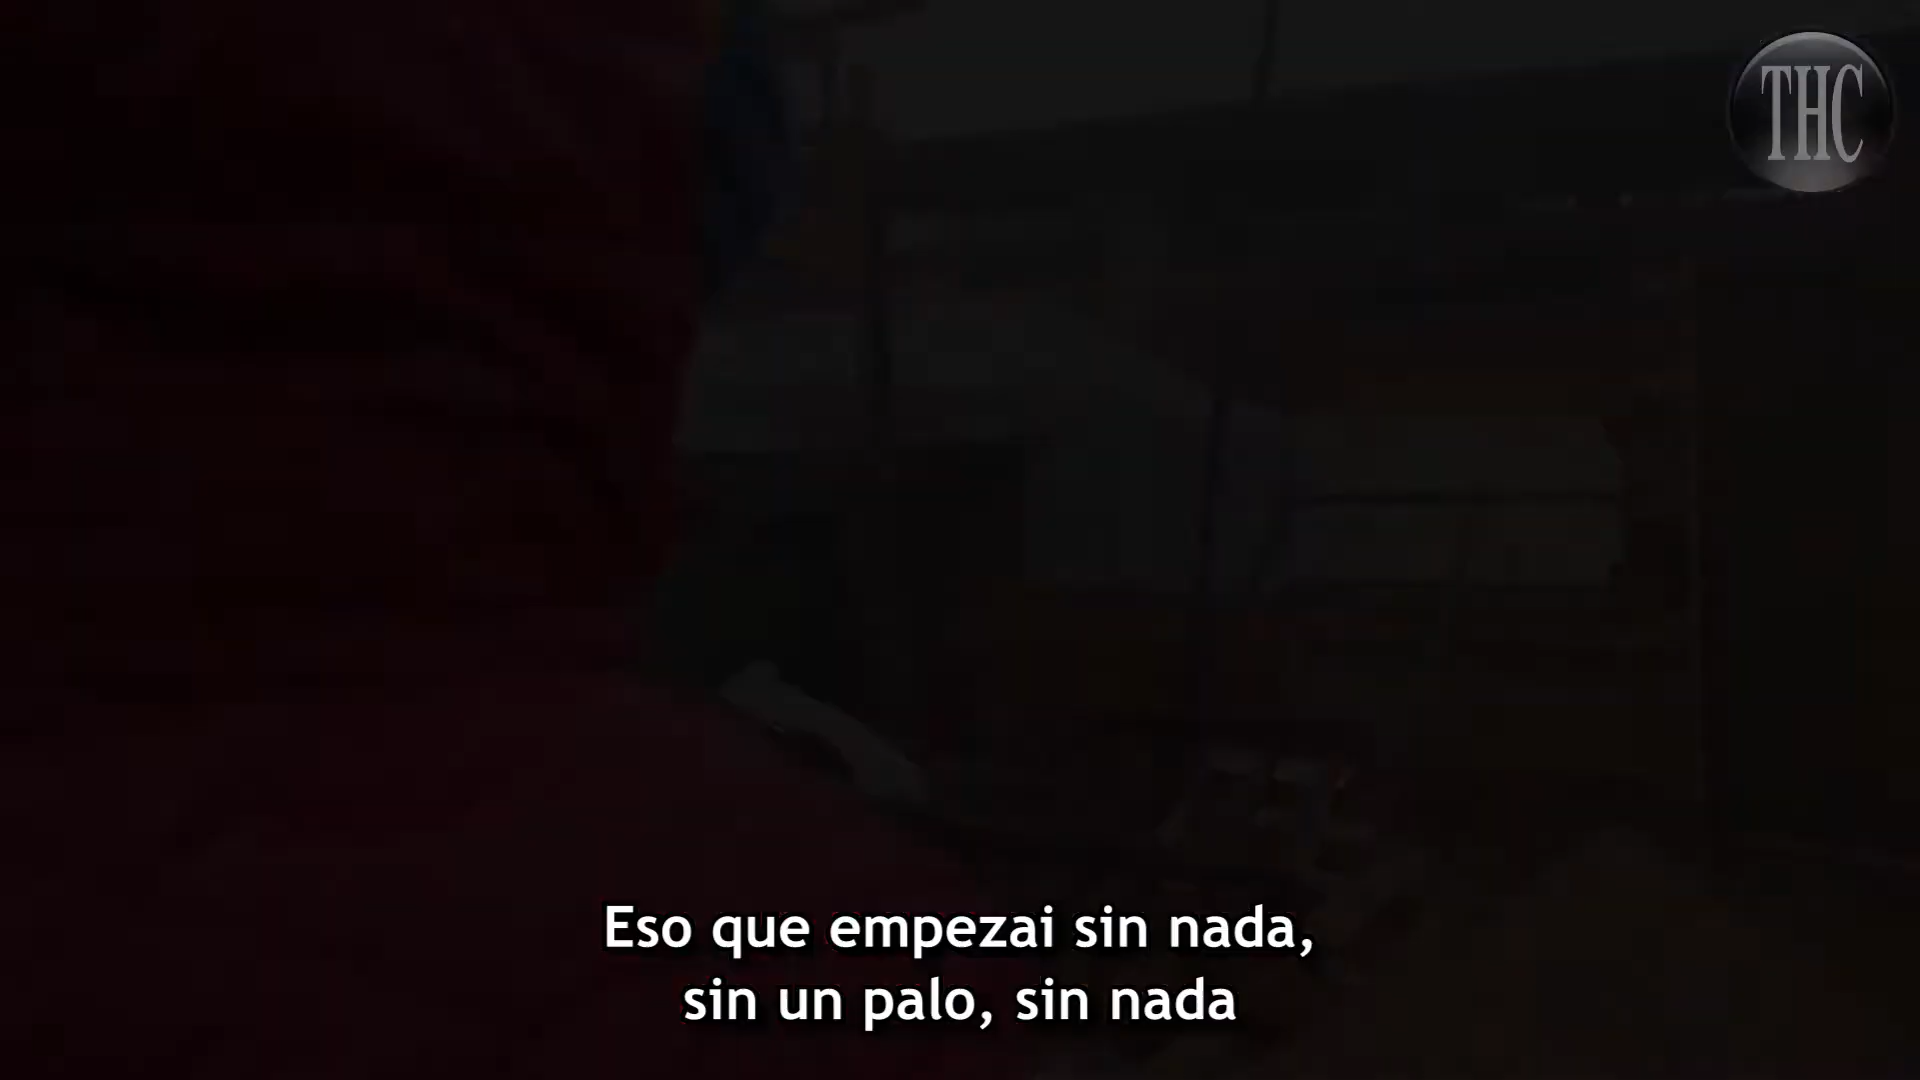 THC
Eso que empezai sin nada,
sin un palo, sin nada